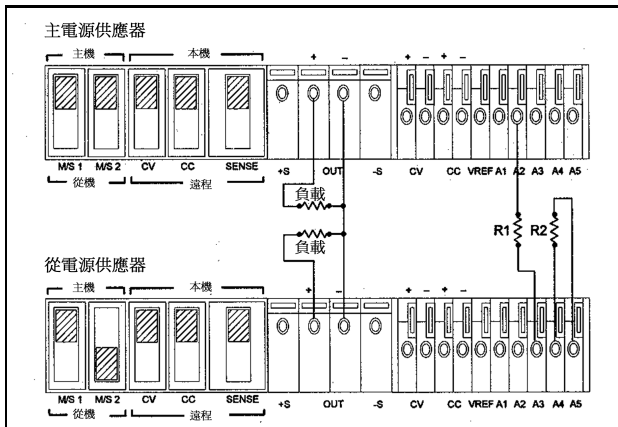 主電源供應器
主機 本機
+ − + − + −
M/S 1 M/S 2 CV CC SENSE +S OUT -S CV CC VREF A1 A2 A3 A4 A5
從機 遠程
負載
R1 R2
負載
從電源供應器
主機 本機
+ − + − + −
M/S 1 M/S 2 CV CC SENSE +S OUT -S CV CC VREF A1 A2 A3 A4 A5
從機 遠程